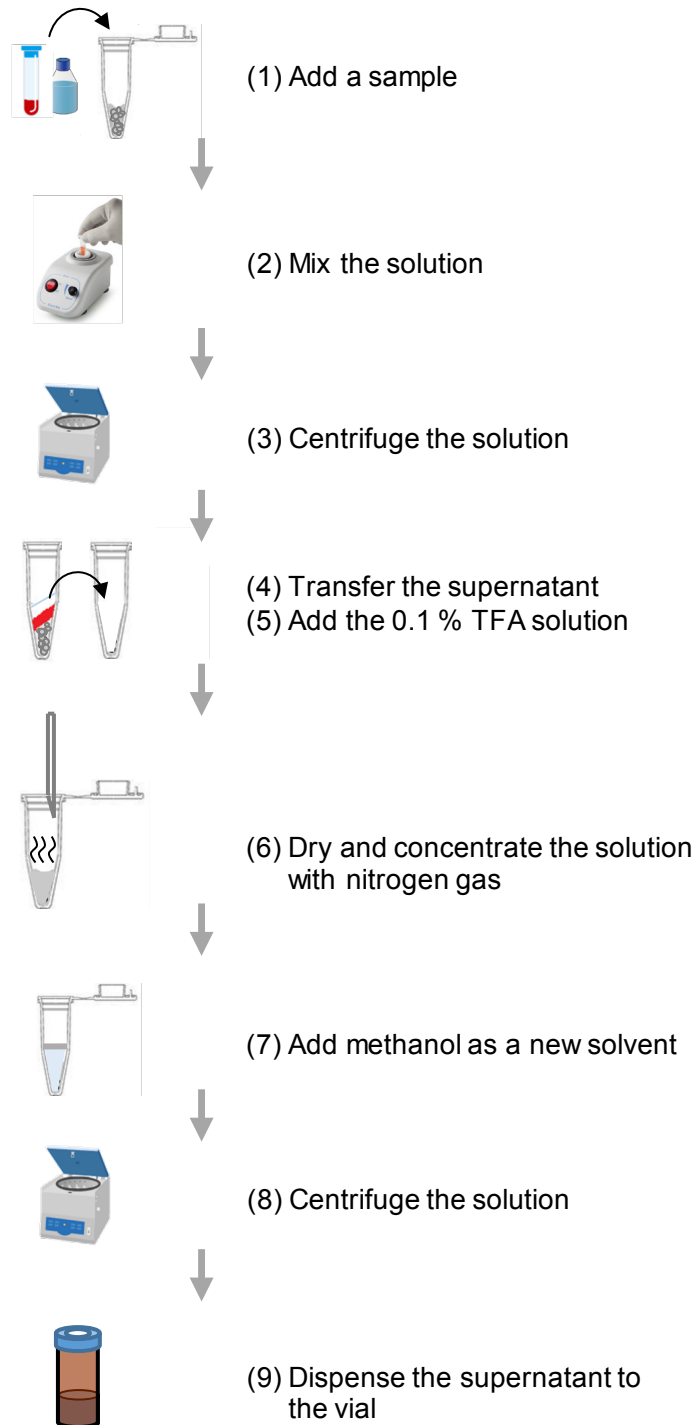 (1) Add a sample
(2) Mix the solution
(3) Centrifuge the solution
(4) Transfer the supernatant
(5) Add the 0.1 % TFA solution
(6) Dry and concentrate the solution
with nitrogen gas
(7) Add methanol as a new solvent
(8) Centrifuge the solution
(9) Dispense the supernatant to
the vial